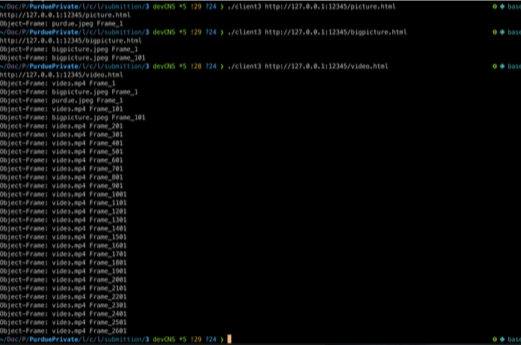 ~/Doc/P/PurduePrivate/l/c/l/submittion/3 devCNS *5 !29 ?24 ❯ ./client3 http://127.0.0.1:12345/picture.html
http://127.0.0.1:12345/picture.html
Object-Frame: purdue.jpeg Frame_1
~/Doc/P/PurduePrivate/l/c/l/submittion/3 devCNS *5 !29 ?24 ❯ ./client3 http://127.0.0.1:12345/bigpicture.html
http://127.0.0.1:12345/bigpicture.html
Object-Frame: bigpicture.jpeg Frame_1
Object-Frame: bigpicture.jpeg Frame_101
~/Doc/P/PurduePrivate/l/c/l/submittion/3 devCNS *5 !28 ?24 ❯ ./client3 http://127.0.0.1:12345/video.html
http://127.0.0.1:12345/video.html
Object-Frame: video.mp4 Frame_1
Object-Frame: bigpicture.jpeg Frame_1
Object-Frame: purdue.jpeg Frame_1
Object-Frame: video.mp4 Frame_101
Object-Frame: bigpicture.jpeg Frame_101
Object-Frame: video.mp4 Frame_201
Object-Frame: video.mp4 Frame_301
Object-Frame: video.mp4 Frame_401
Object-Frame: video.mp4 Frame_501
Object-Frame: video.mp4 Frame_601
Object-Frame: video.mp4 Frame_701
Object-Frame: video.mp4 Frame_801
Object-Frame: video.mp4 Frame_901
Object-Frame: video.mp4 Frame_1001
Object-Frame: video.mp4 Frame_1101
Object-Frame: video.mp4 Frame_1201
Object-Frame: video.mp4 Frame_1301
Object-Frame: video.mp4 Frame_1401
Object-Frame: video.mp4 Frame_1501
Object-Frame: video.mp4 Frame_1601
Object-Frame: video.mp4 Frame_1701
Object-Frame: video.mp4 Frame_1801
Object-Frame: video.mp4 Frame_1901
Object-Frame: video.mp4 Frame_2001
Object-Frame: video.mp4 Frame_2101
Object-Frame: video.mp4 Frame_2201
Object-Frame: video.mp4 Frame_2301
Object-Frame: video.mp4 Frame_2401
Object-Frame: video.mp4 Frame_2501
Object-Frame: video.mp4 Frame_2601
~/Doc/P/PurduePrivate/l/c/l/submittion/3 devCNS *5 !29 ?24 ❯